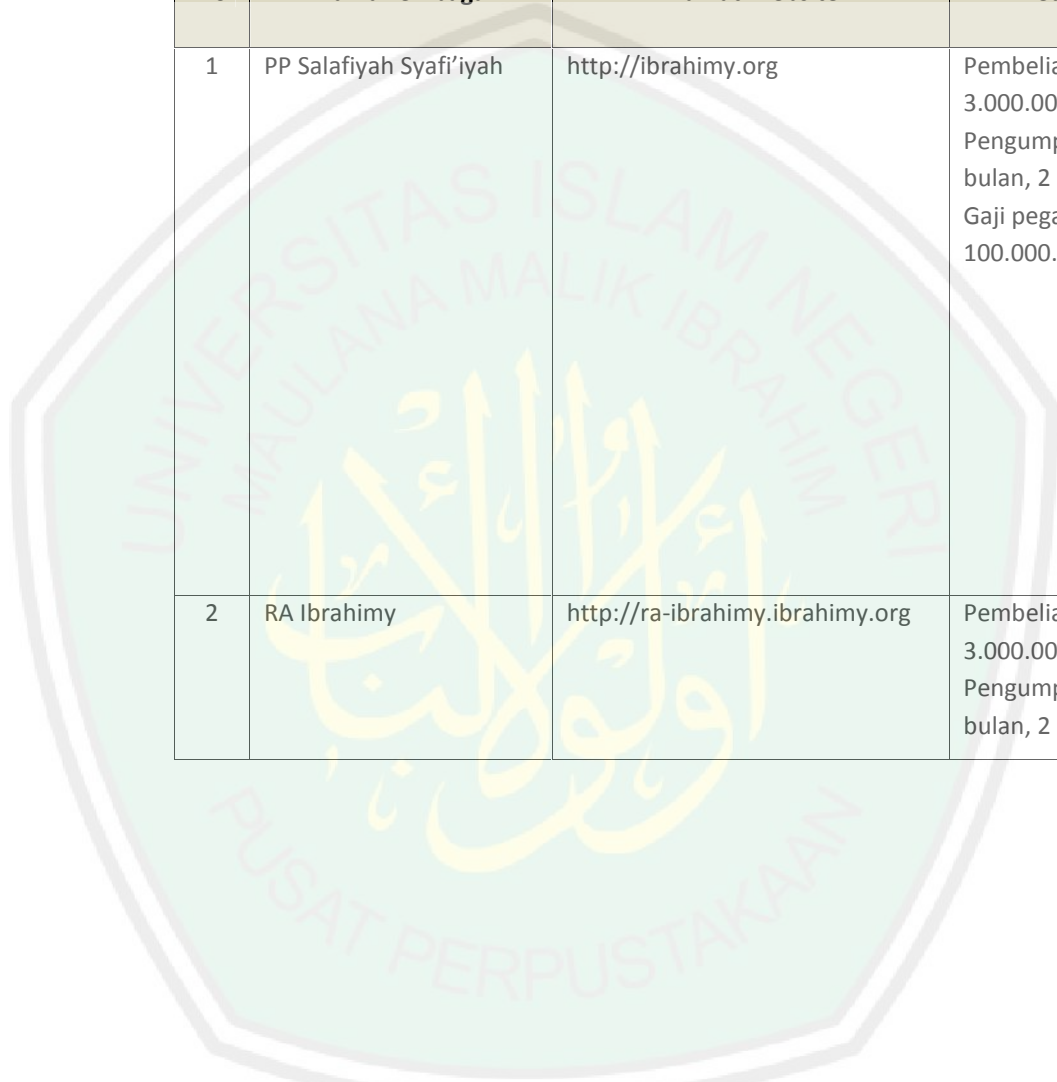 1 PP Salafiyah Syafi’iyah http://ibrahimy.org Pembelia
3.000.00
Pengump
bulan, 2
Gaji pega
100.000.
2 RA Ibrahimy http://ra-ibrahimy.ibrahimy.org Pembelia
3.000.00
Pengump
bulan, 2
UNIVERSITAS ISLAM NEGERI
MAULANA MALIK IBRAHIM
PUSAT PERPUSTAKAAN